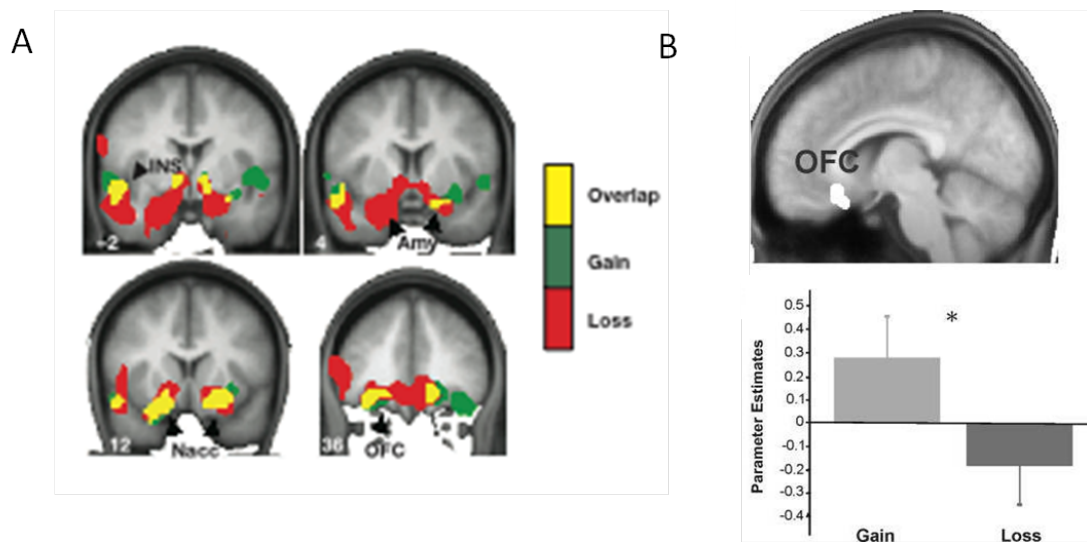 A
INS
-2
4
Amy
12
Nacc
36
OFC
Overlap
Gain
Loss
B
OFC
*
Parameter Estimates
0.5
0.4
0.3
0.2
0.1
0
-0.1
-0.2
-0.3
-0.4
Gain
Loss